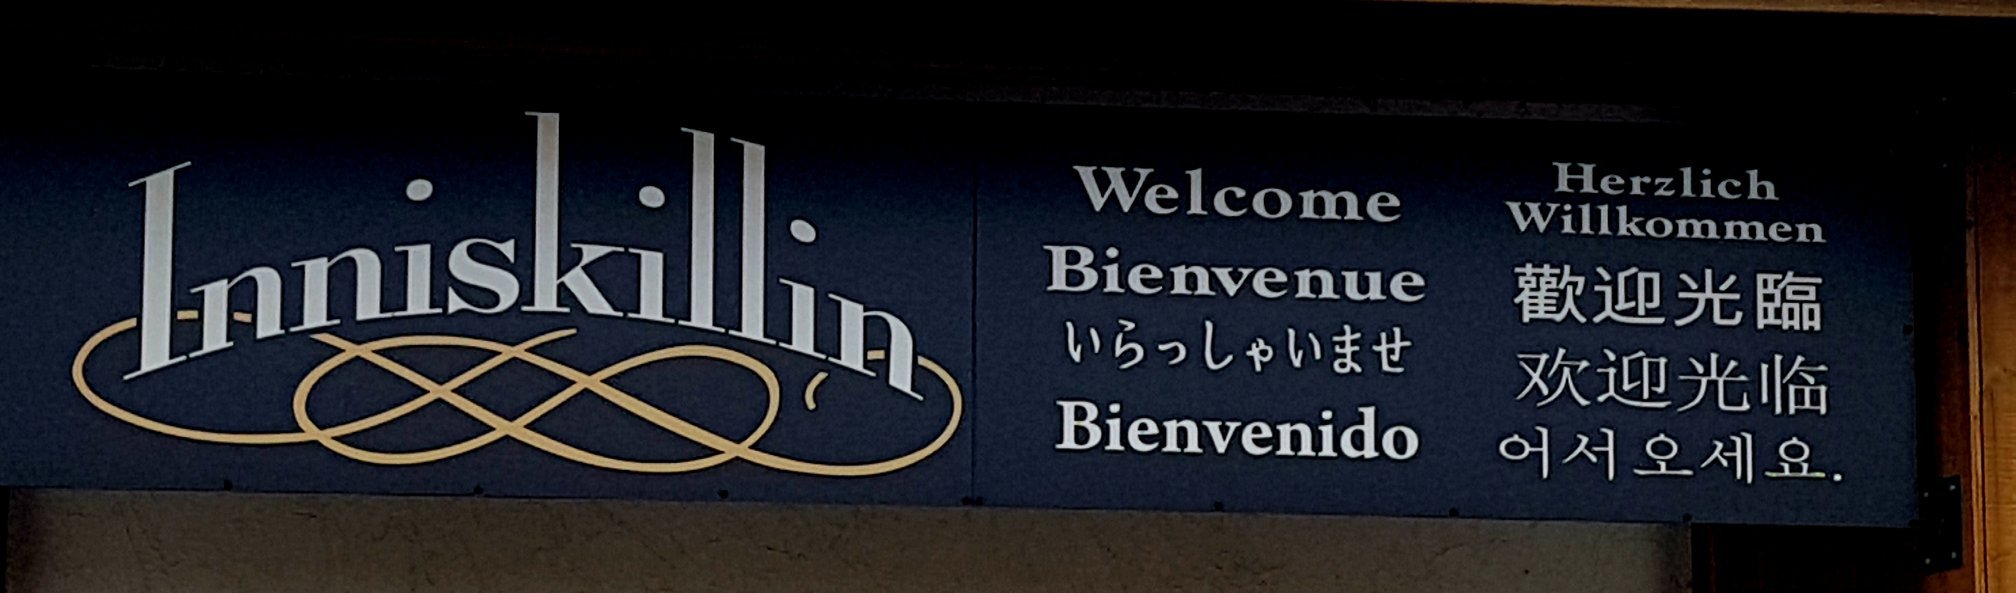 Inniskillin
Welcome
Bienvenue
いらっしゃいませ
Bienvenido
Herzlich
Willkommen
歡迎光臨
欢迎光临
어서오세요.